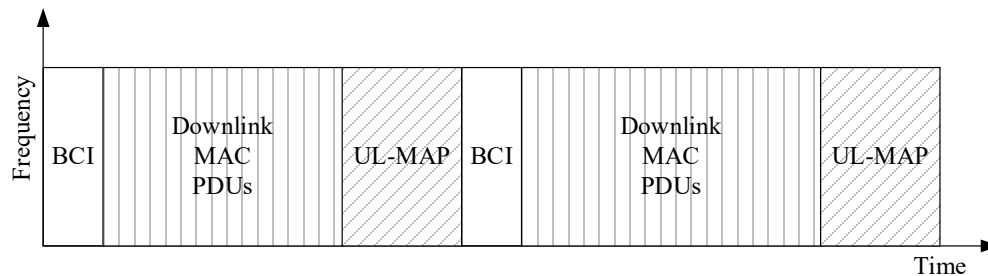 Frequency
BCI
Downlink
MAC
PDUs
UL-MAP
BCI
Downlink
MAC
PDUs
UL-MAP
Time